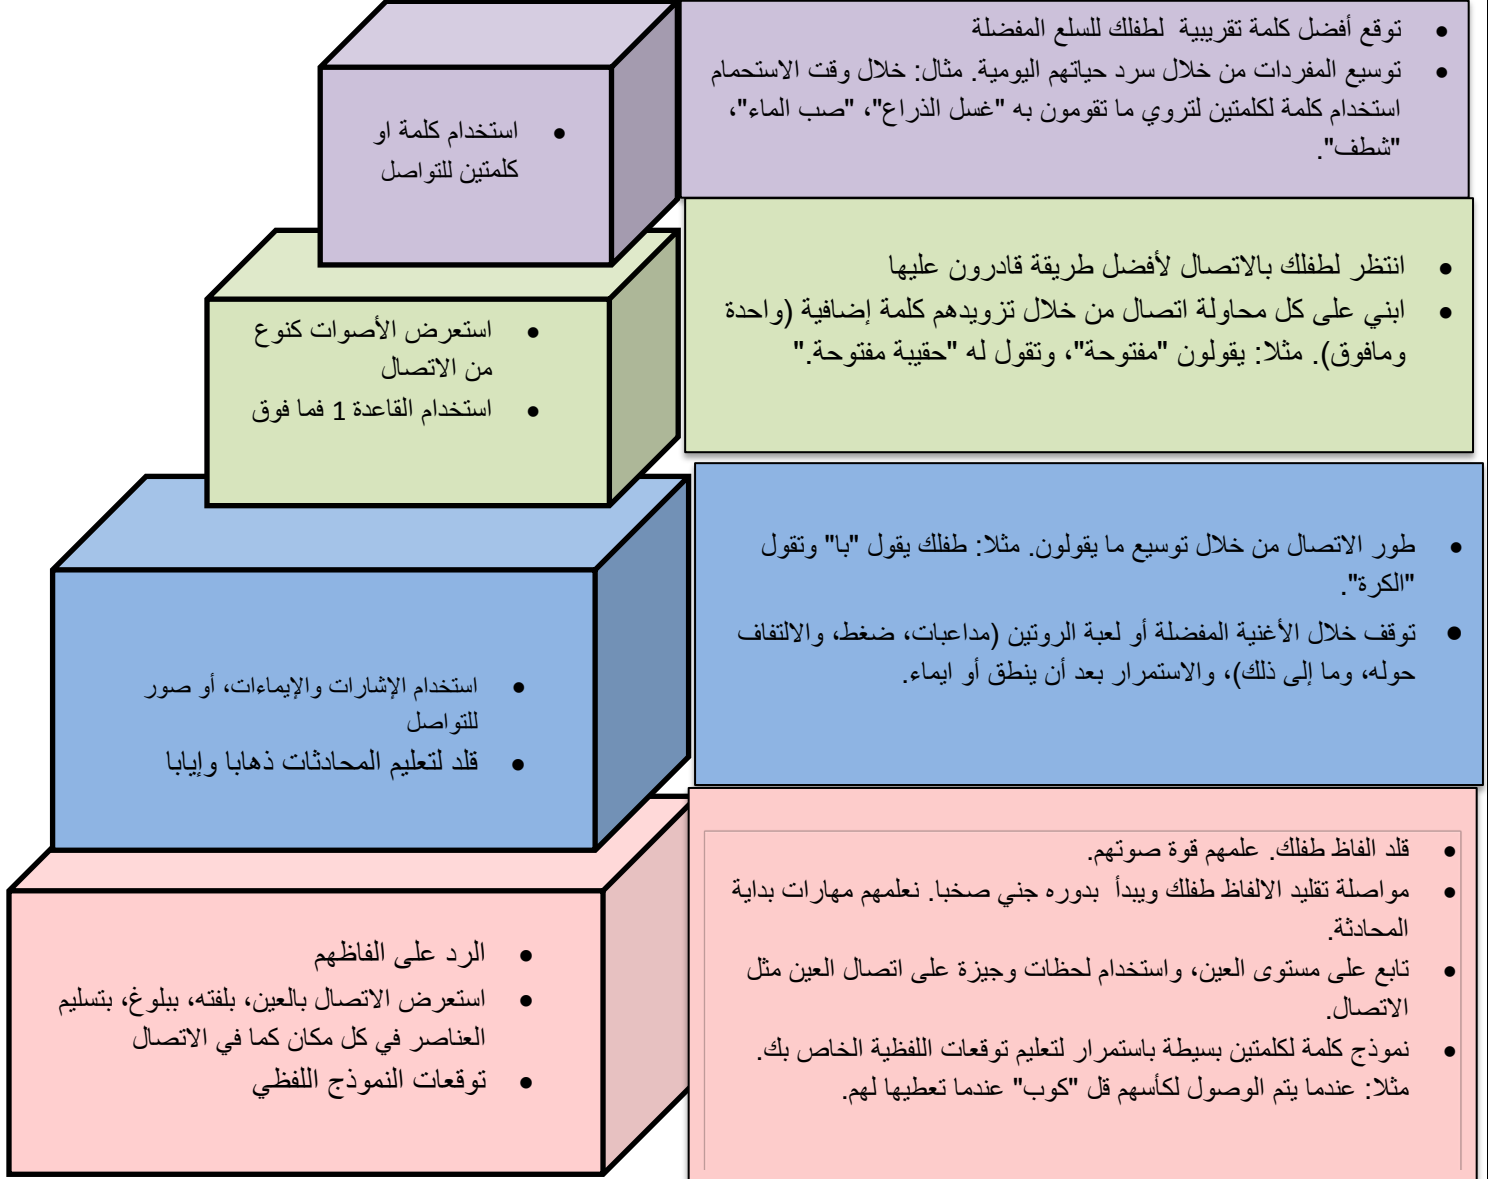 • توقع أفضل كلمة تقريبية لطفلك للسلع المفضلة
• توسيع المفردات من خلال سرد حياتهم اليومية. مثال: خلال وقت الاستحمام
استخدام كلمة لكلمتين لتروي ما تقومون به "غسل الذراع"، "صب الماء"،
"شطف".
• استخدام كلمة او
كلمتين للتواصل
• انتظر لطفلك بالاتصال لأفضل طريقة قادرون عليها
• ابني على كل محاولة اتصال من خلال تزويدهم كلمة إضافية (واحدة
ومافوق). مثلا: يقولون "مفتوحة"، وتقول له "حقيبة مفتوحة."
• استعرض الأصوات كنوع
من الاتصال
• استخدام القاعدة 1 فما فوق
• طور الاتصال من خلال توسيع ما يقولون. مثلا: طفلك يقول "با" وتقول
"الكرة".
• توقف خلال الأغنية المفضلة أو لعبة الروتين (مداعبات، ضغط، والالتفاف
حوله، وما إلى ذلك)، والاستمرار بعد أن ينطق أو ايماء.
• استخدام الإشارات والإيماءات، أو صور
للتواصل
• قلد لتعليم المحادثات ذهابا وإيابا
• قلد الفاظ طفلك. علمهم قوة صوتهم.
• مواصلة تقليد الالفاظ طفلك ويبدأ بدوره جني صخبا. نعلمهم مهارات بداية
المحادثة.
• تابع على مستوى العين، واستخدام لحظات وجيزة على اتصال العين مثل
الاتصال.
• نموذج كلمة لكلمتين بسيطة باستمرار لتعليم توقعات اللفظية الخاص بك.
مثلا: عندما يتم الوصول لكأسهم قل "كوب" عندما تعطيها لهم.
• الرد على الفاظهم
• استعرض الاتصال بالعين، بلفته، ببلوغ، بتسليم
العناصر في كل مكان كما في الاتصال
• توقعات النموذج اللفظي